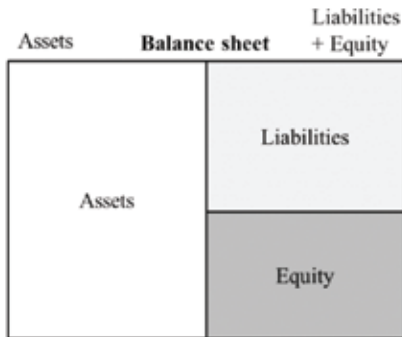 Assets Balance sheet Liabilities
+ Equity
Liabilities
Assets
Equity